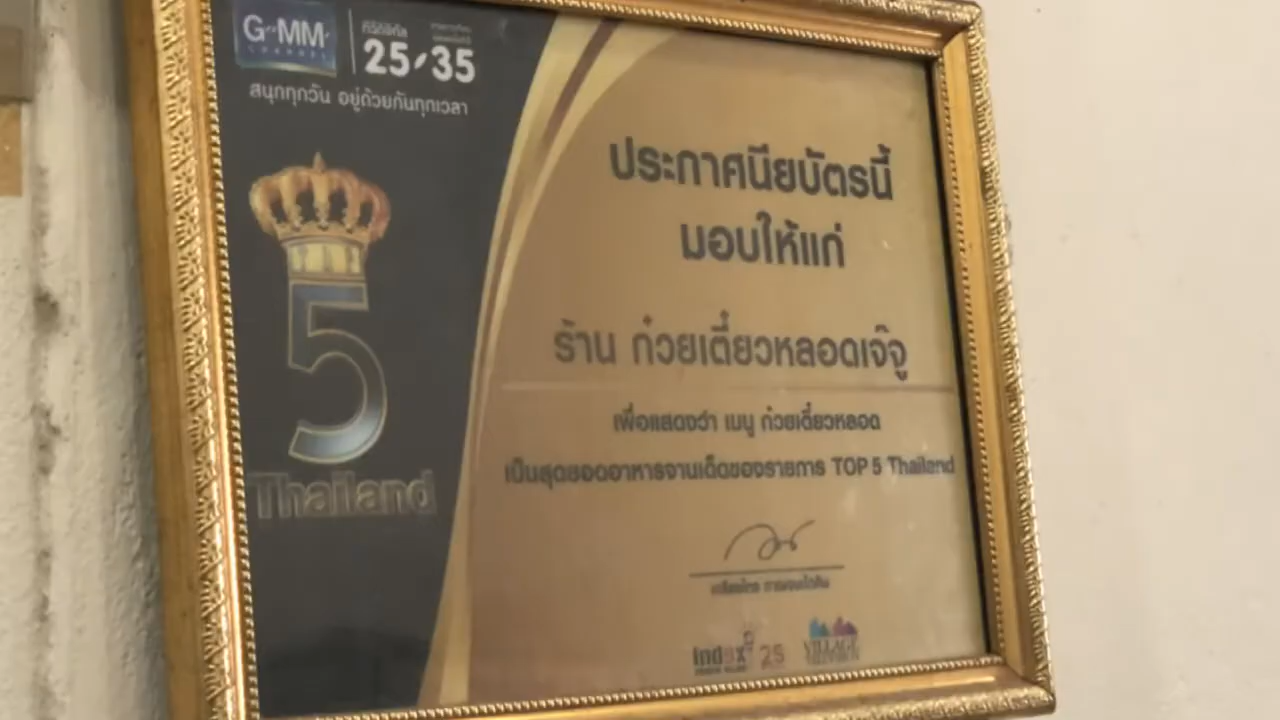 GMM
CHANNEL
ดิจิทัล
25 35
สนุกทุกวัน อยู่ด้วยกันทุกเวลา
5
Thailand
ประกาศนียบัตรนี้
มอบให้แก่
ร้าน ก๋วยเตี๋ยวหลอดเจ๊จู
เพื่อแสดงว่า เมนู ก๋วยเตี๋ยวหลอด
เป็นสุดยอดอาหารจานเด็ดของรายการ TOP 5 Thailand
index 25
VILLAGE